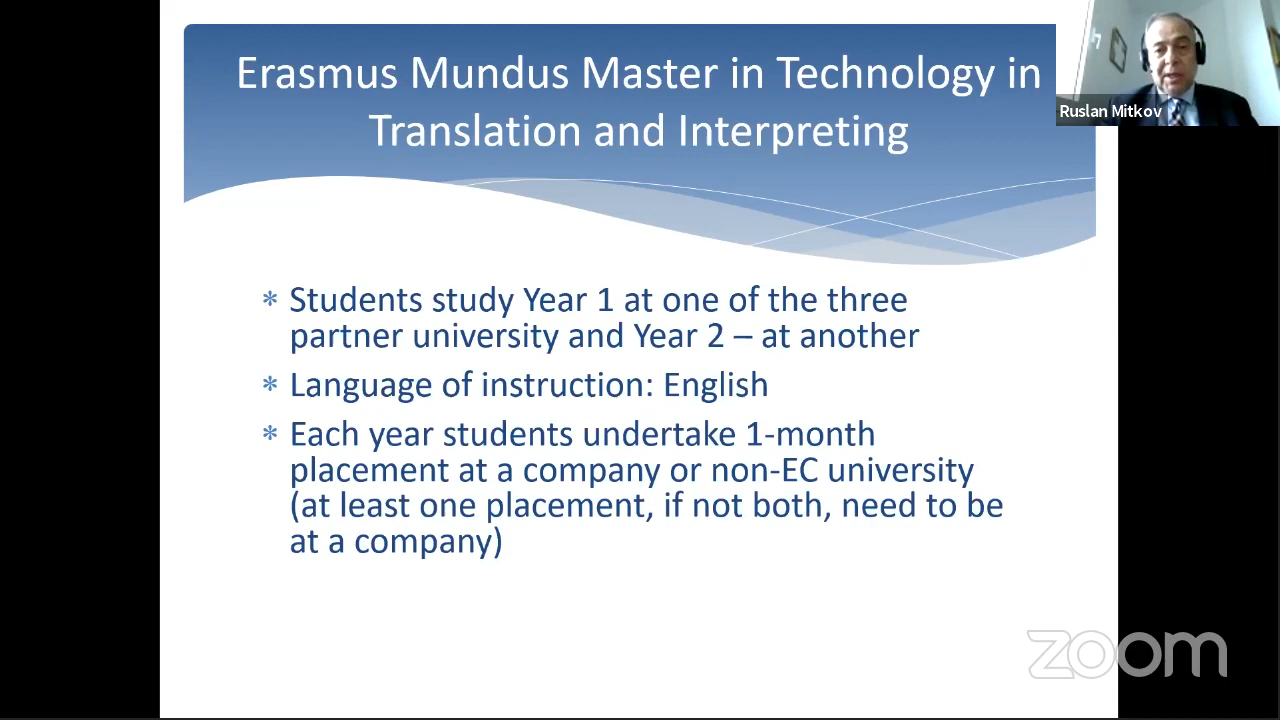 Erasmus Mundus Master in Technology in
Translation and Interpreting
Ruslan Mitkov
* Students study Year 1 at one of the three
partner university and Year 2 – at another
* Language of instruction: English
* Each year students undertake 1-month
placement at a company or non-EC university
(at least one placement, if not both, need to be
at a company)
zoom